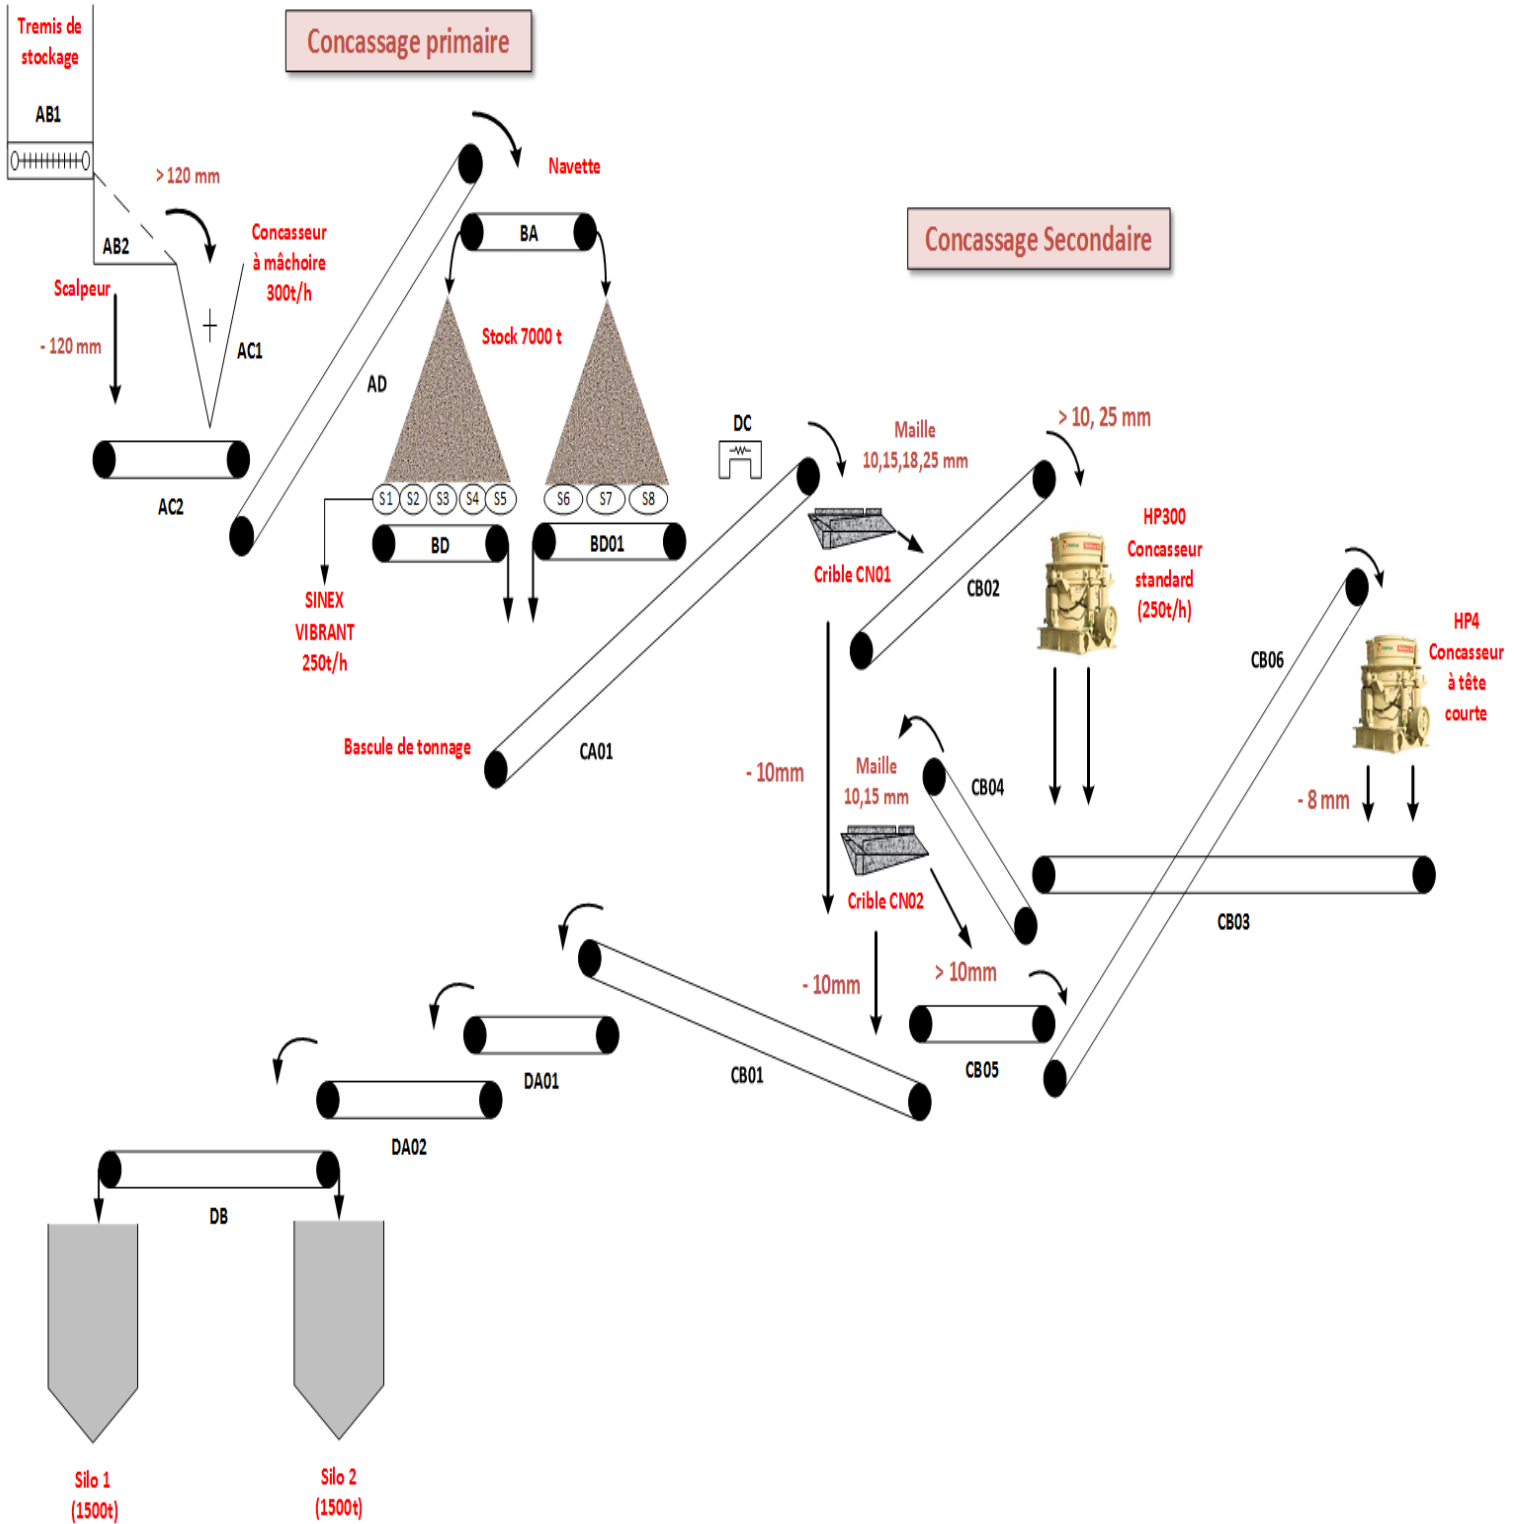 Tremis de
stockage
AB1
Concassage primaire
> 120 mm
AB2
Scalpeur
- 120 mm
Concasseur
à mâchoire
300t/h
AC1
AC2
AD
Navette
BA
Stock 7000 t
S1
S2
S3
S4
S5
S6
S7
S8
BD
BD01
SINEX
VIBRANT
250t/h
Bascule de tonnage
CA01
Concassage Secondaire
DC
Maille
10,15,18,25 mm
Crible CN01
> 10, 25 mm
CB02
HP300
Concasseur
standard
(250t/h)
CB06
HP4
Concasseur
à tête
courte
- 10mm
Maille
10,15 mm
CB04
- 8 mm
Crible CN02
CB03
- 10mm
> 10mm
CB05
CB01
DA01
DA02
DB
Silo 1
(1500t)
Silo 2
(1500t)